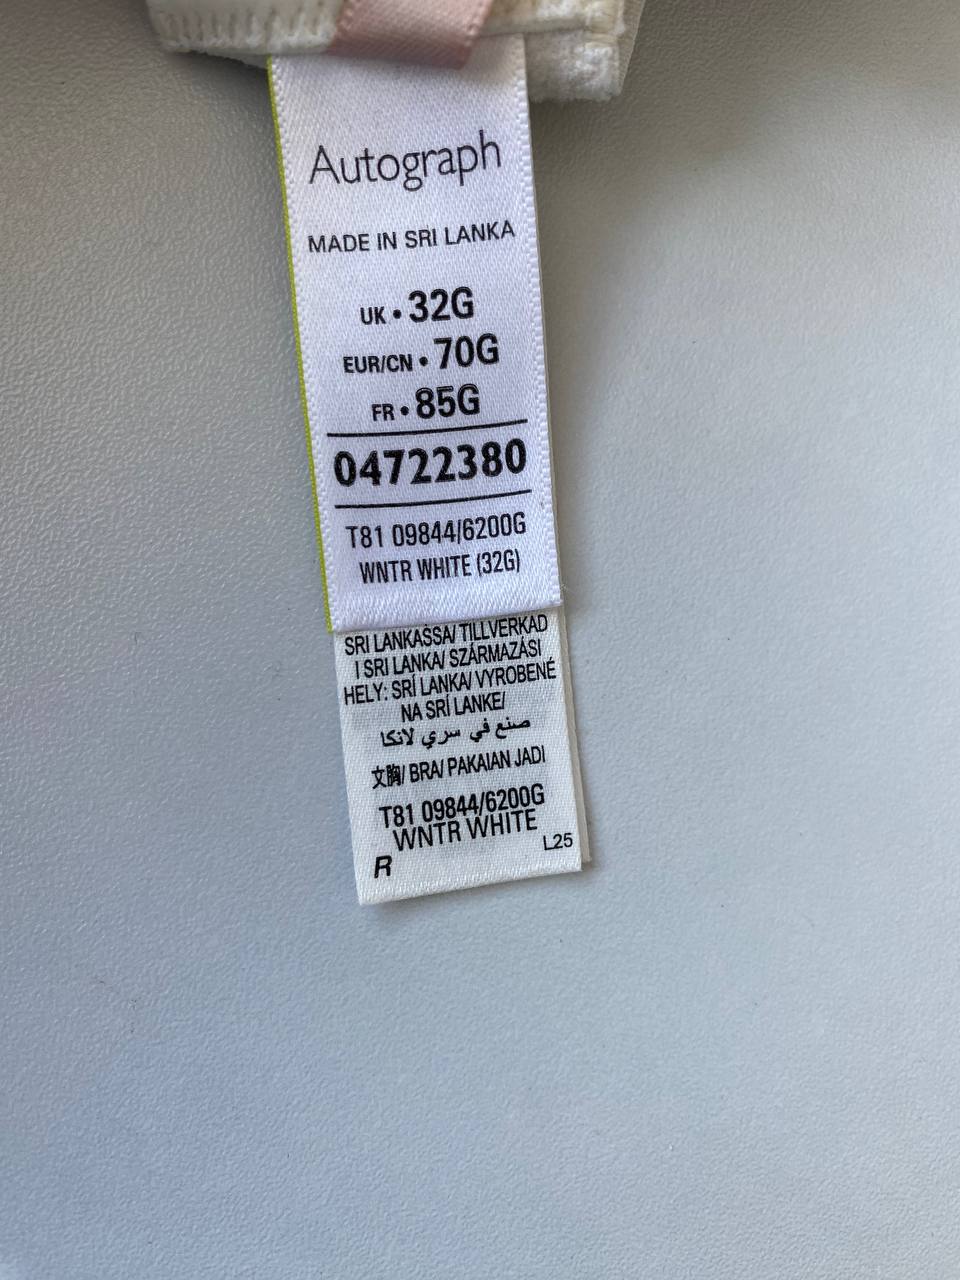 Autograph
MADE IN SRI LANKA
UK • 32G
EUR/CN • 70G
FR • 85G
04722380
T81 09844/6200G
WNTR WHITE (32G)
SRI LANKASSA/ TILLVERKAD
I SRI LANKA/ SZÁRMAZÁSI
HELY: SRÍ LANKA/ VYROBENÉ
NA SRÍ LANKE/
صنع في سري لانكا
文胸/ BRA/ PAKAIAN JADI
T81 09844/6200G
WNTR WHITE
R L25